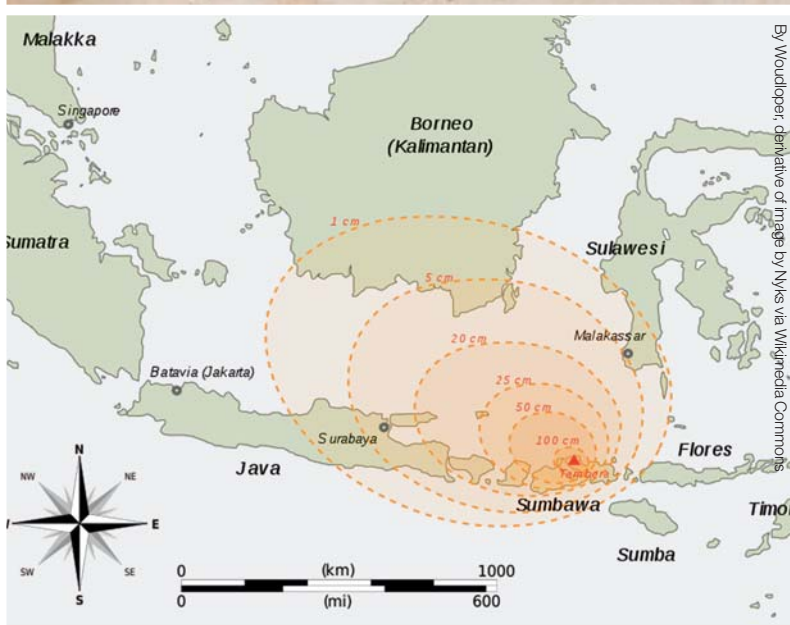 Malakka
Singapore
Borneo
(Kalimantan)
Sumatra
1 cm
Sulawesi
5 cm
20 cm
Malakassar
Batavia (Jakarta)
25 cm
50 cm
Surabaya
100 cm
Flores
Java
Tambora
Sumbawa
Timo
Sumba
N
NW
NE
E
SW
SE
S
0
(km)
1000
0
(mi)
600
By Woudloper, derivative of image by Nyks via Wikimedia Commons